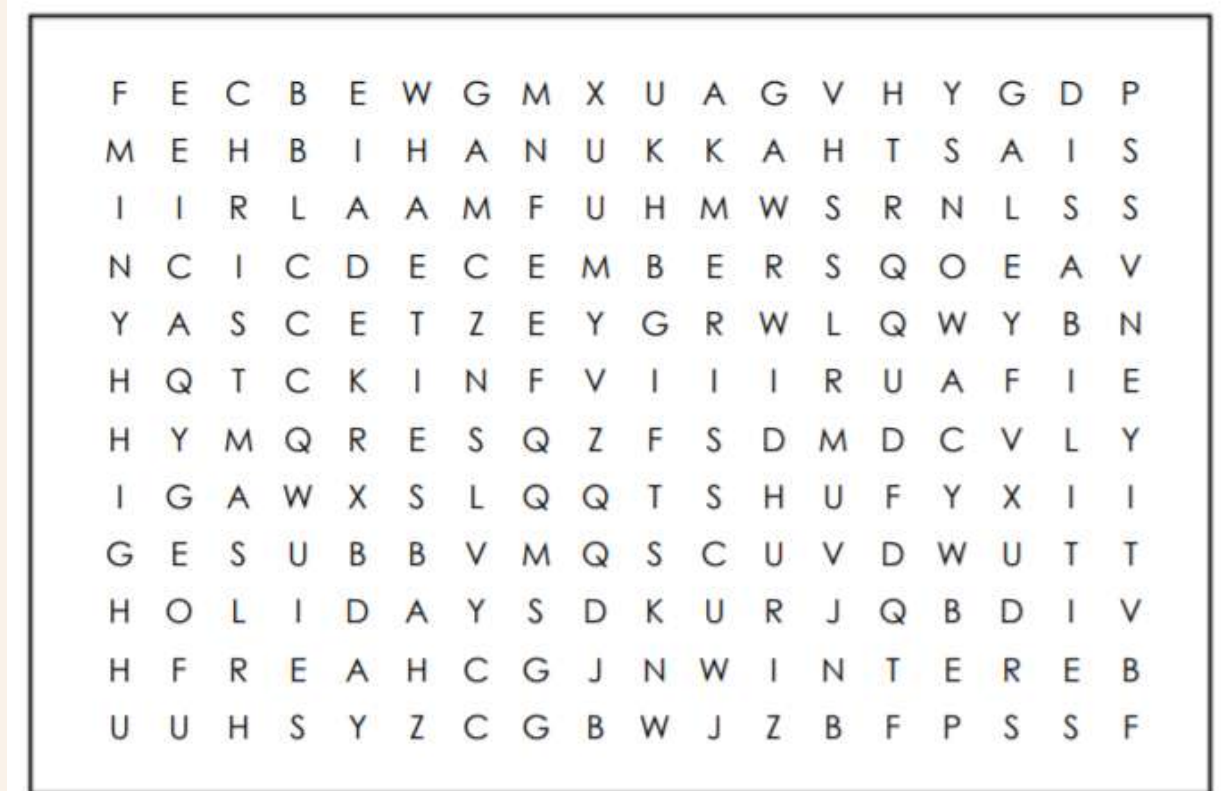 F E C B E W G M X U A G V H Y G D P
M E H B I H A N U K K A H T S A I S
I I R L A A M F U H M W S R N L S S
N C I C D E C E M B E R S Q O E A V
Y A S C E T Z E Y G R W L Q W Y B N
H Q T C K I N F V I I I R U A F I E
H Y M Q R E S Q Z F S D M D C V L Y
I G A W X S L Q Q T S H U F Y X I I
G E S U B B V M Q S C U V D W U T T
H O L I D A Y S D K U R J Q B D I V
H F R E A H C G J N W I N T E R E B
U U H S Y Z C G B W J Z B F P S S F